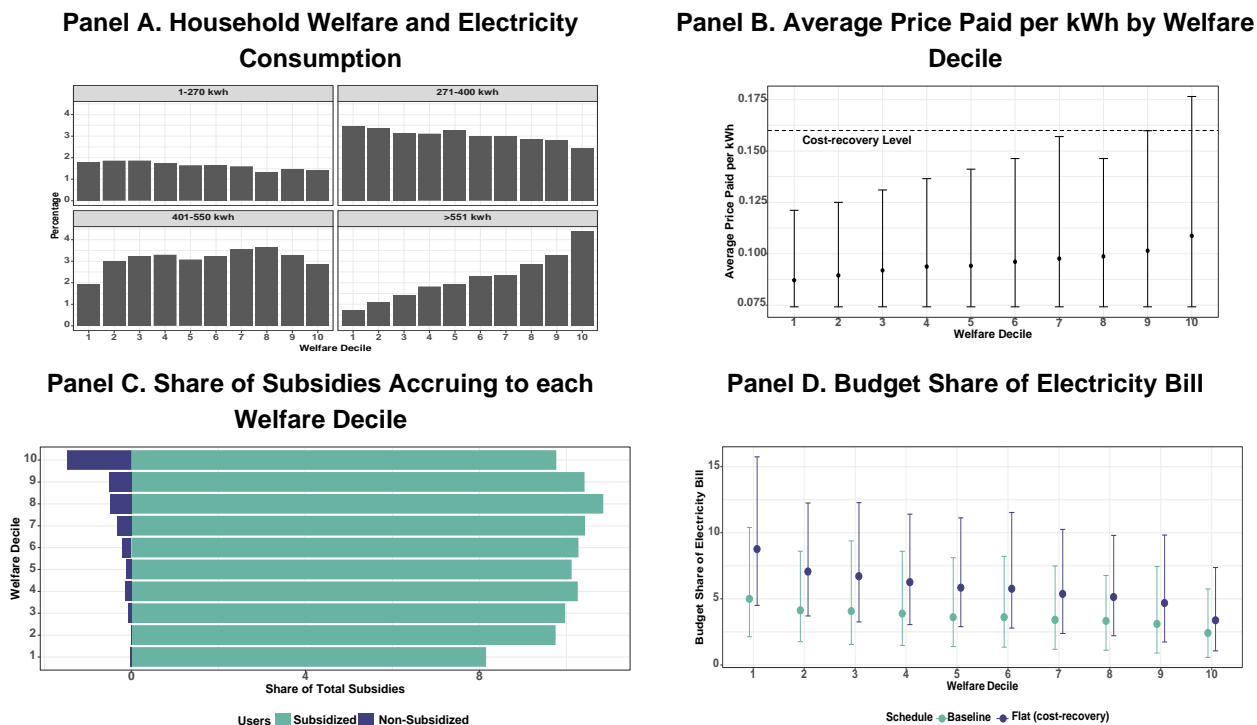 Panel A. Household Welfare and Electricity
Consumption
1-270 kwh
271-400 kwh
4
3
2
1
0
401-550 kwh
>551 kwh
4
3
2
1
0
Percentage
1 2 3 4 5 6 7 8 9 10
1 2 3 4 5 6 7 8 9 10
Welfare Decile
Panel B. Average Price Paid per kWh by Welfare
Decile
Average Price Paid per kWh
0.175
0.150
0.125
0.100
0.075
Cost-recovery Level
1 2 3 4 5 6 7 8 9 10
Welfare Decile
Panel C. Share of Subsidies Accruing to each
Welfare Decile
Welfare Decile
10
9
8
7
6
5
4
3
2
1
0 8
Share of Total Subsidies
Users Subsidized Non-Subsidized
Panel D. Budget Share of Electricity Bill
Budget Share of Electricity Bill
15
10
5
0
1 2 3 4 5 6 7 8 9 10
Welfare Decile
Schedule Baseline Flat (cost-recovery)